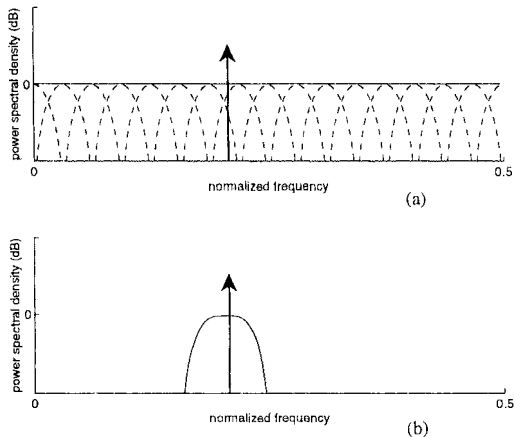 power spectral density (dB)
0
0
0.5
normalized frequency
(a)
power spectral density (dB)
0
0
0.5
normalized frequency
(b)